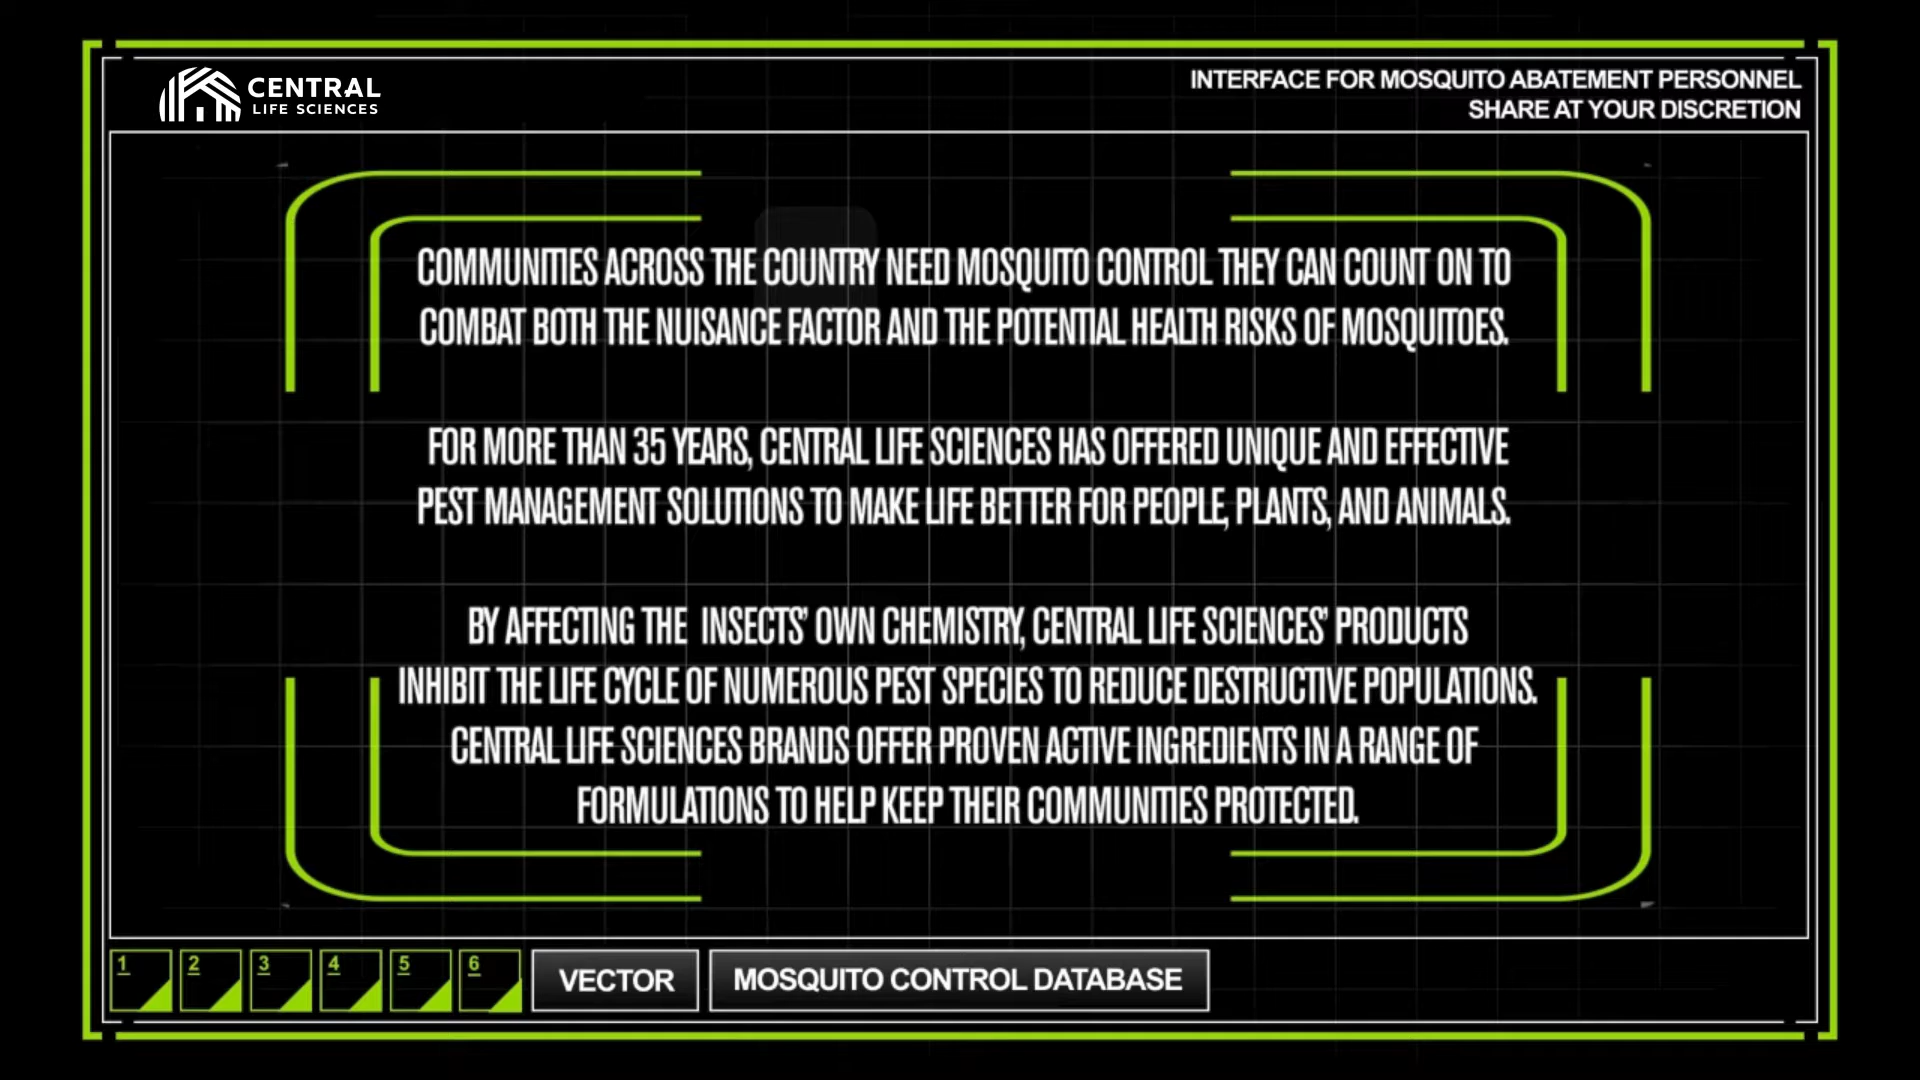 CENTRAL
LIFE SCIENCES
INTERFACE FOR MOSQUITO ABATEMENT PERSONNEL
SHARE AT YOUR DISCRETION
COMMUNITIES ACROSS THE COUNTRY NEED MOSQUITO CONTROL THEY CAN COUNT ON TO
COMBAT BOTH THE NUISANCE FACTOR AND THE POTENTIAL HEALTH RISKS OF MOSQUITOES.
FOR MORE THAN 35 YEARS, CENTRAL LIFE SCIENCES HAS OFFERED UNIQUE AND EFFECTIVE
PEST MANAGEMENT SOLUTIONS TO MAKE LIFE BETTER FOR PEOPLE, PLANTS, AND ANIMALS.
BY AFFECTING THE INSECTS' OWN CHEMISTRY, CENTRAL LIFE SCIENCES' PRODUCTS
INHIBIT THE LIFE CYCLE OF NUMEROUS PEST SPECIES TO REDUCE DESTRUCTIVE POPULATIONS.
CENTRAL LIFE SCIENCES BRANDS OFFER PROVEN ACTIVE INGREDIENTS IN A RANGE OF
FORMULATIONS TO HELP KEEP THEIR COMMUNITIES PROTECTED.
1 2 3 4 5 6 VECTOR MOSQUITO CONTROL DATABASE